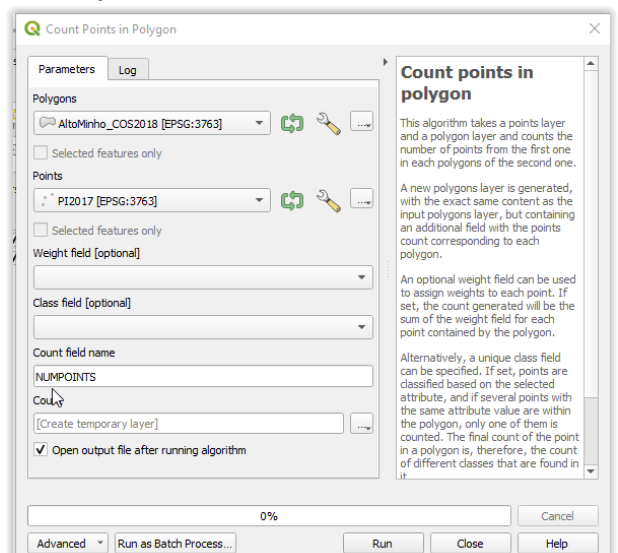 Count Points in Polygon
Parameters
Log
Polygons
AltoMinho_COS2018 [EPSG:3763]
Selected features only
Points
PI2017 [EPSG:3763]
Selected features only
Weight field [optional]
Class field [optional]
Count field name
NUMPOINTS
[Create temporary layer]
Open output file after running algorithm
Count points in
polygon
This algorithm takes a points layer
and a polygon layer and counts the
number of points from the first one
in each polygons of the second one.
A new polygons layer is generated,
with the exact same content as the
input polygons layer, but containing
an additional field with the points
count corresponding to each
polygon.
An optional weight field can be used
to assign weights to each point. If
set, the count generated will be the
sum of the weight field for each
point contained by the polygon.
Alternatively, a unique class field
can be specified. If set, points are
classified based on the selected
attribute, and if several points with
the same attribute value are within
the polygon, only one of them is
counted. The final count of the point
in a polygon is, therefore, the count
of different classes that are found in
it.
0%
Cancel
Advanced
Run as Batch Process...
Run
Close
Help